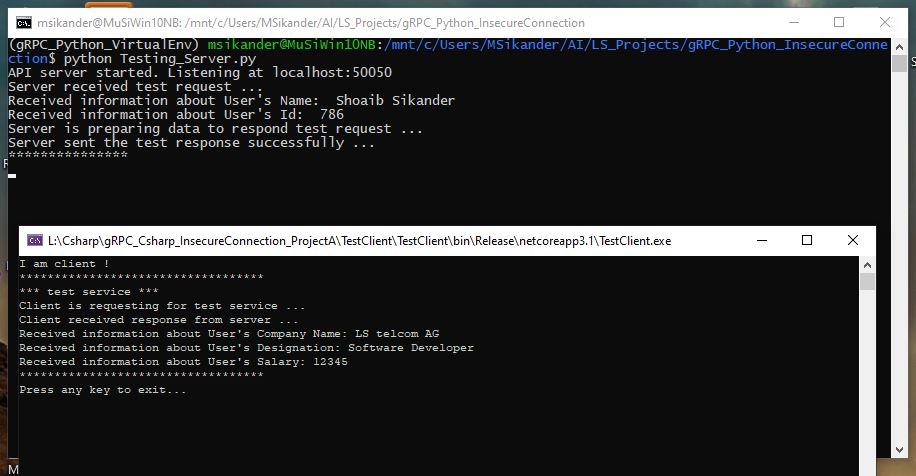 msikander@MuSiWin10NB: /mnt/c/Users/MSikander/AI/LS_Projects/gRPC_Python_InsecureConnection
(gRPC_Python_VirtualEnv) msikander@MuSiWin10NB:/mnt/c/Users/MSikander/AI/LS_Projects/gRPC_Python_InsecureConne
ction$ python Testing_Server.py
API server started. Listening at localhost:50050
Server received test request ...
Received information about User's Name:  Shoaib Sikander
Received information about User's Id:  786
Server is preparing data to respond test request ...
Server sent the test response successfully ...
***************
L:\Csharp\gRPC_Csharp_InsecureConnection_ProjectA\TestClient\TestClient\bin\Release\netcoreapp3.1\TestClient.exe
I am client !
***********************************
*** test service ***
Client is requesting for test service ...
Client received response from server ...
Received information about User's Company Name: LS telcom AG
Received information about User's Designation: Software Developer
Received information about User's Salary: 12345
***********************************
Press any key to exit...